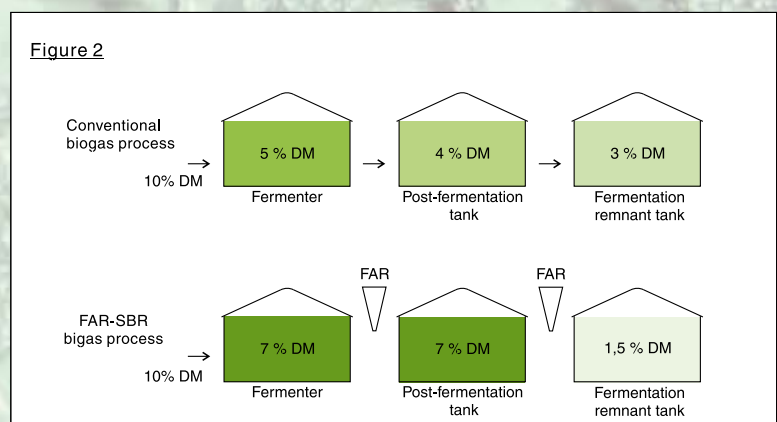 Figure 2
Conventional
biogas process
10% DM
5 % DM
Fermenter
4 % DM
Post-fermentation
tank
3 % DM
Fermentation
remnant tank
FAR
FAR
FAR-SBR
bigas process
10% DM
7 % DM
Fermenter
7 % DM
Post-fermentation
tank
1,5 % DM
Fermentation
remnant tank